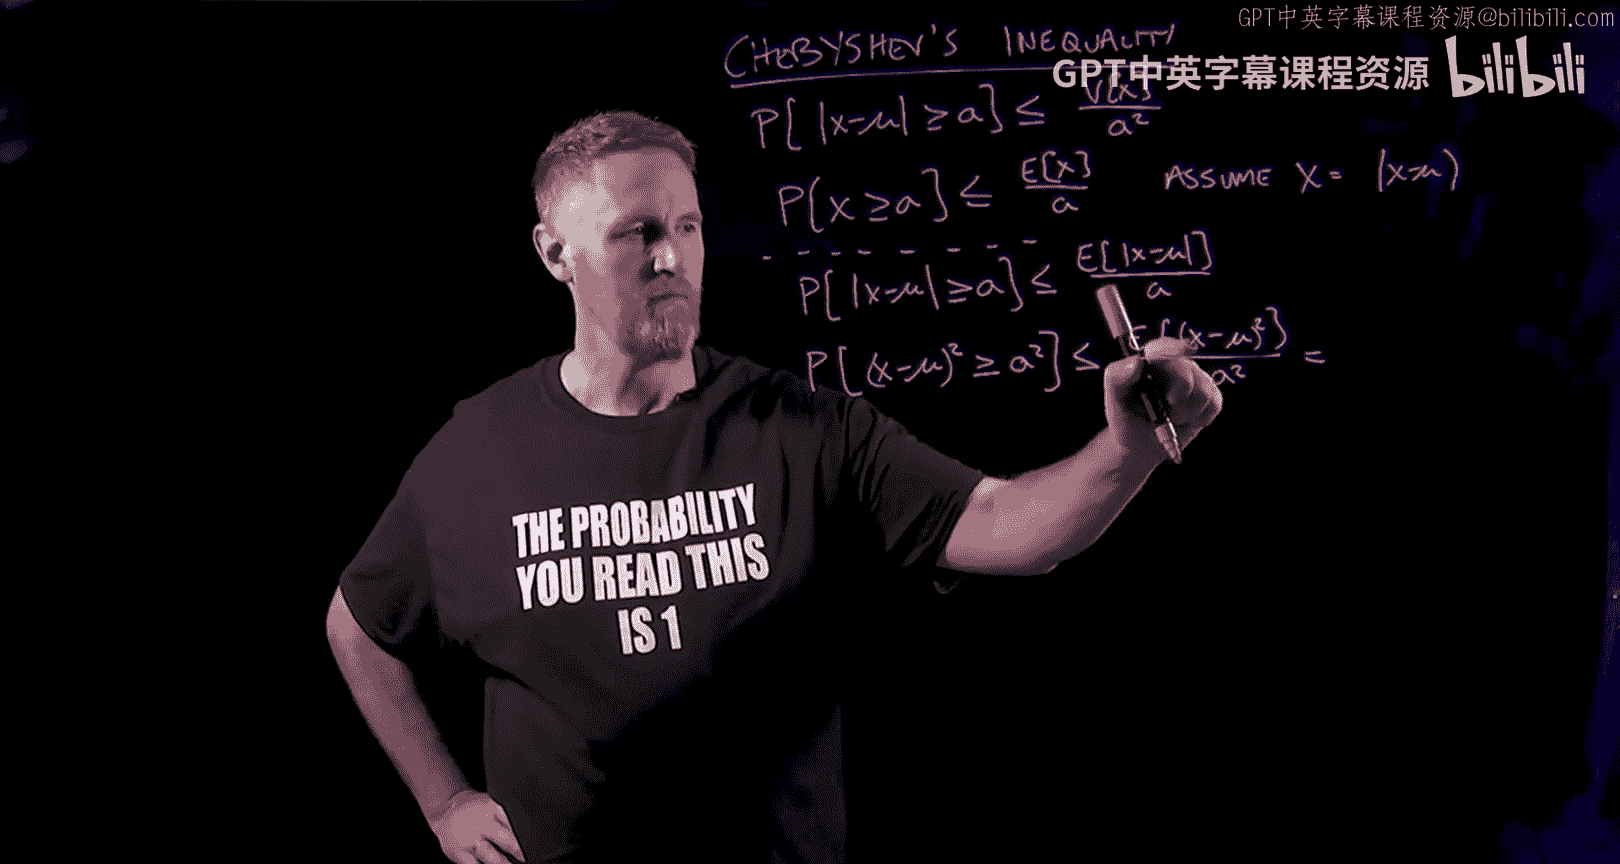 GPT中英字幕课程资源@bilibili.com
CHEBYSHEV'S INEQUALITY
GPT中英字幕课程资源 bilibili
P[ |x-μ| ≥ a ] ≤ V[x] / a²
P[ x ≥ a ] ≤ E[x] / a ASSUME X = |x-μ|
P[ |x-μ| ≥ a ] ≤ E[|x-μ|] / a
P[ (x-μ)² ≥ a² ] ≤ E[(x-μ)²] / a² =
THE PROBABILITY
YOU READ THIS
IS 1